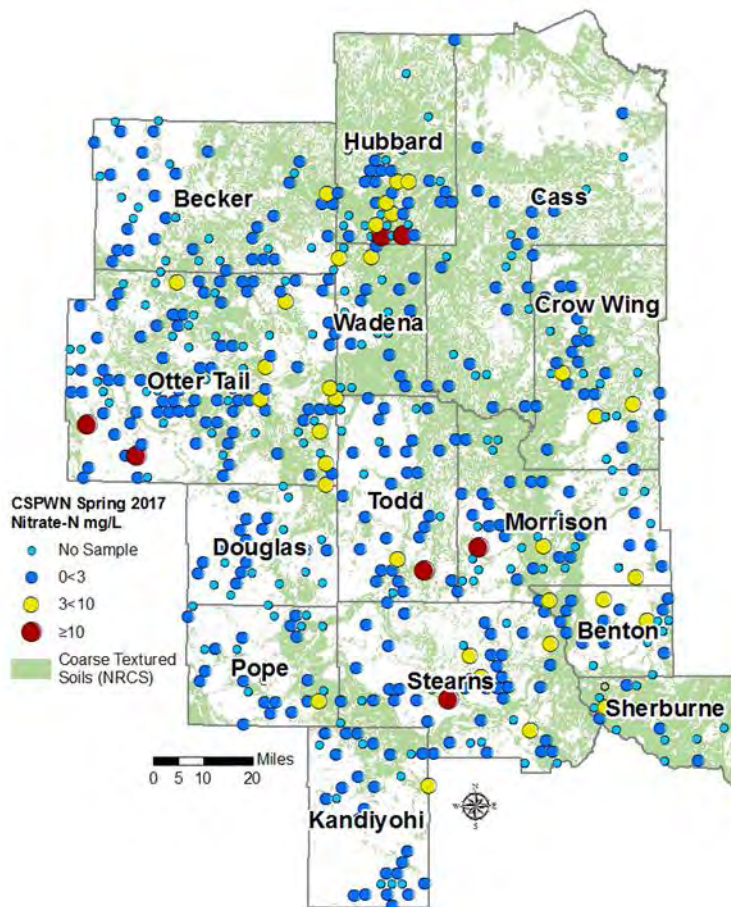 Hubbard
Becker
Cass
Crow Wing
Wadena
Otter Tail
CSPWN Spring 2017
Nitrate-N mg/L
No Sample
0<3
3<10
≥10
Coarse Textured
Soils (NRCS)
Todd
Morrison
Douglas
Benton
Pope
Stearns
Sherburne
Miles
0 5 10 20
N
W E
S
Kandiyohi